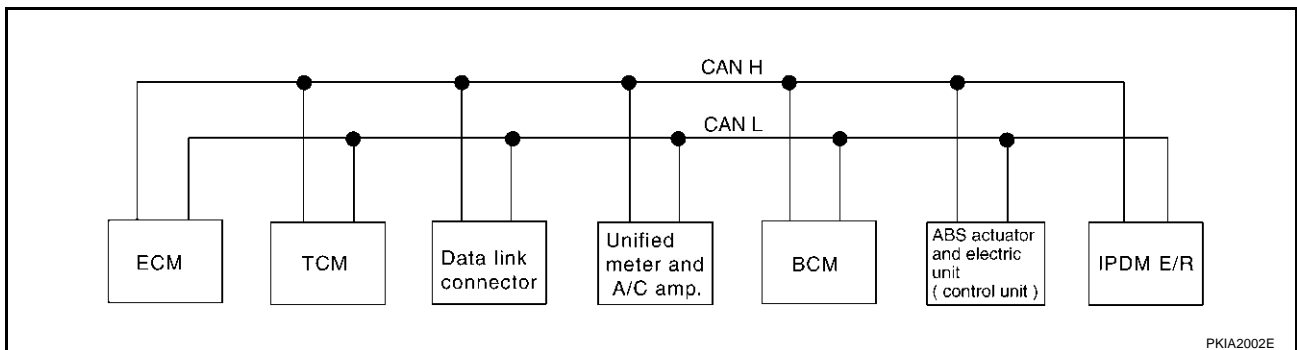 CAN H
CAN L
ECM
TCM
Data link
connector
Unified
meter and
A/C amp.
BCM
ABS actuator
and electric
unit
( control unit )
IPDM E/R
PKIA2002E